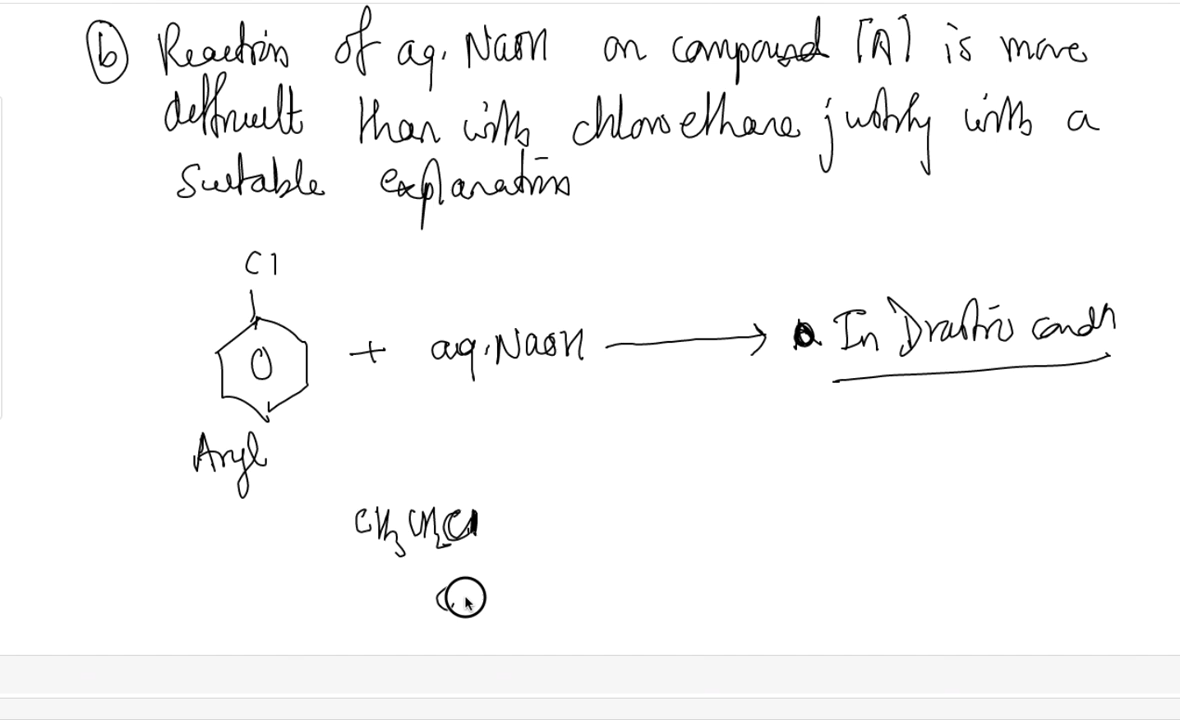 (b) Reaction of aq. NaOH on compound [A] is more
difficult than with chloroethane justify with a
suitable explanation
Cl
+ aq. NaOH → In Drastic condn
Aryl
CH3CH2Cl